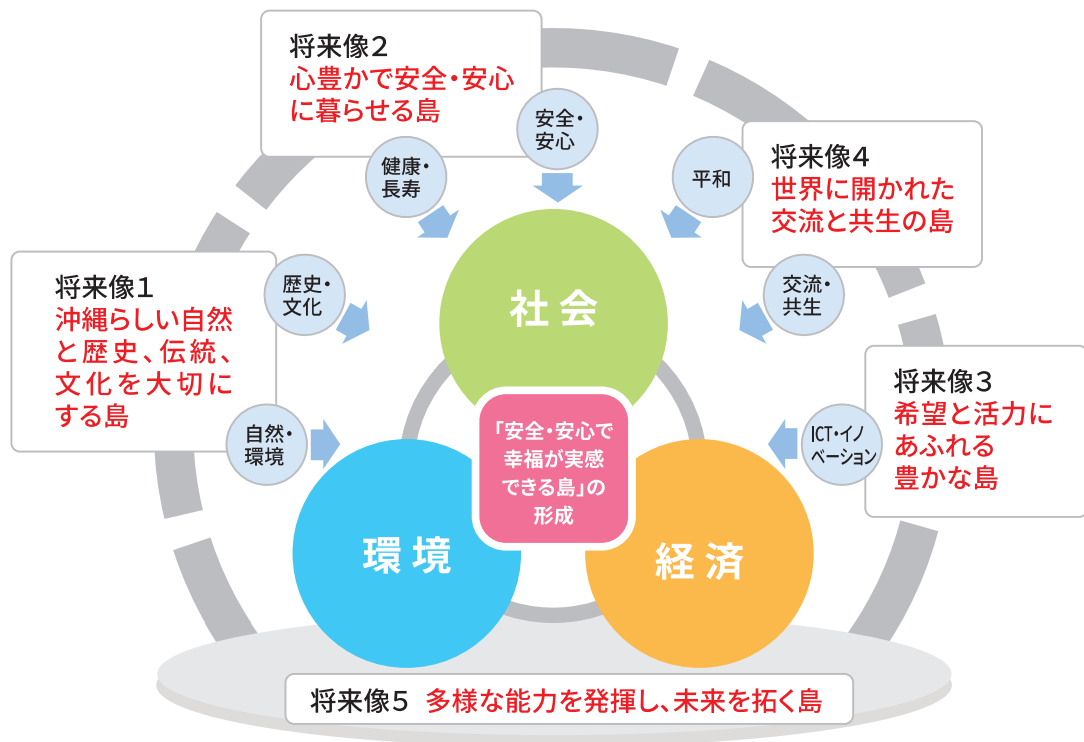 将来像2
心豊かで安全・安心
に暮らせる島
安全・
安心
健康・
長寿
平和
将来像4
世界に開かれた
交流と共生の島
将来像1
沖縄らしい自然
と歴史、伝統、
文化を大切に
する島
歴史・
文化
交流・
共生
社会
将来像3
希望と活力に
あふれる
豊かな島
自然・
環境
ICT・イノ
ベーション
「安全・安心で
幸福が実感
できる島」の
形成
環境
経済
将来像5 多様な能力を発揮し、未来を拓く島